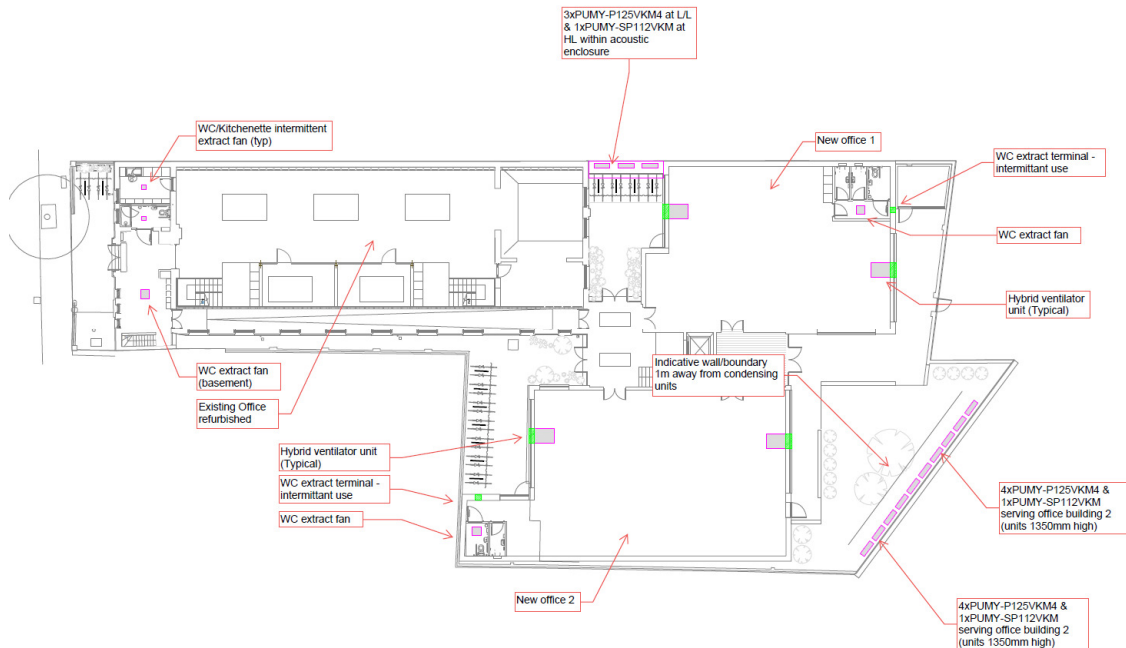 3xPUMY-P125VKM4 at L/L
& 1xPUMY-SP112VKM at
HL within acoustic
enclosure
WC/Kitchenette intermittent
extract fan (typ)
New office 1
WC extract terminal -
intermittant use
WC extract fan
Hybrid ventilator
unit (Typical)
WC extract fan
(basement)
Indicative wall/boundary
1m away from condensing
units
Existing Office
refurbished
Hybrid ventilator unit
(Typical)
WC extract terminal -
intermittant use
WC extract fan
4xPUMY-P125VKM4 &
1xPUMY-SP112VKM
serving office building 2
(units 1350mm high)
New office 2
4xPUMY-P125VKM4 &
1xPUMY-SP112VKM
serving office building 2
(units 1350mm high)